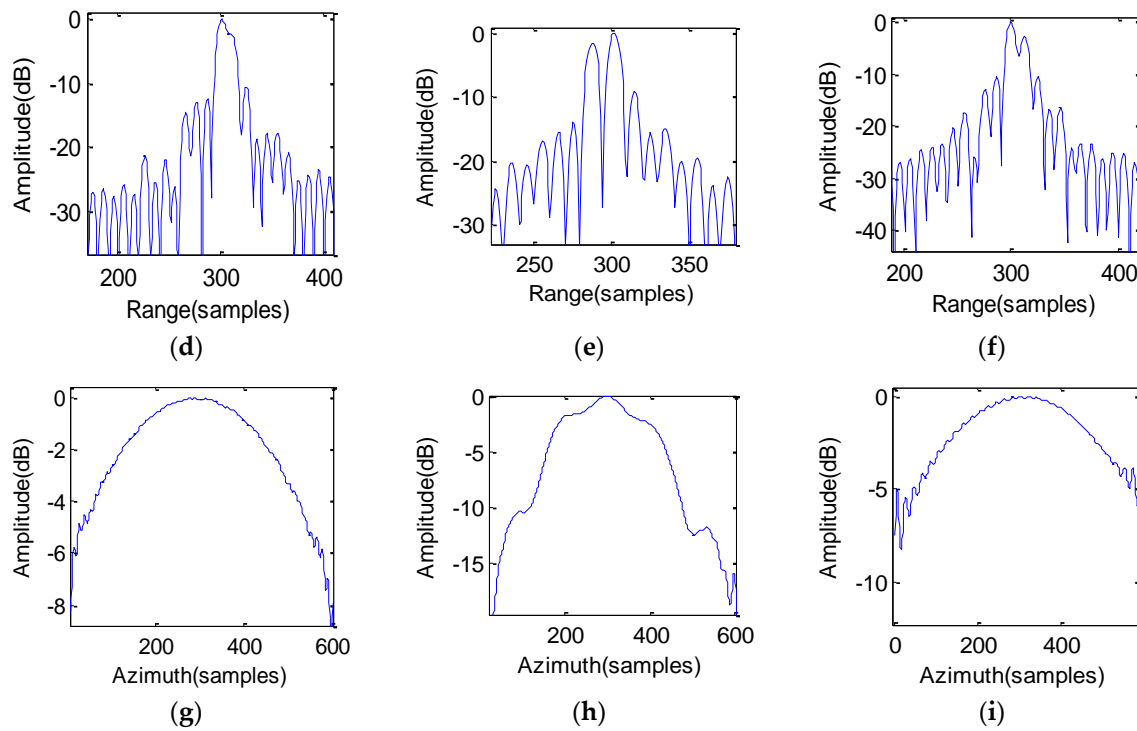 0
-10
-20
-30
Amplitude(dB)
200
300
400
Range(samples)
(d)
0
-10
-20
-30
Amplitude(dB)
250
300
350
Range(samples)
(e)
0
-10
-20
-30
-40
Amplitude(dB)
200
300
400
Range(samples)
(f)
0
-2
-4
-6
-8
Amplitude(dB)
200
400
600
Azimuth(samples)
(g)
0
-5
-10
-15
Amplitude(dB)
200
400
600
Azimuth(samples)
(h)
0
-5
-10
Amplitude(dB)
0
200
400
Azimuth(samples)
(i)